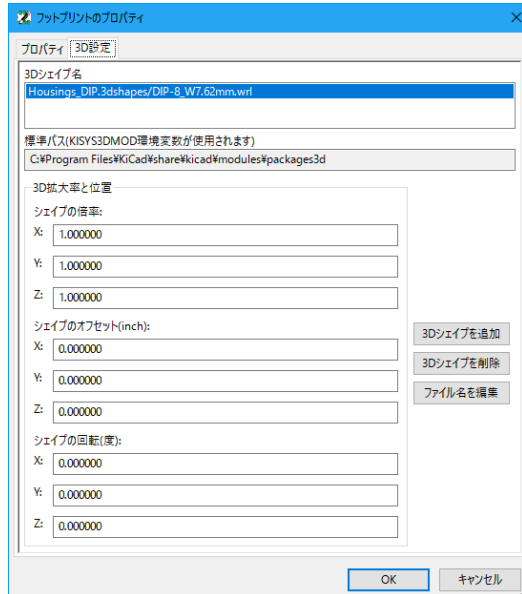 フットプリントのプロパティ
プロパティ 3D設定
3Dシェイプ名
Housings_DIP.3dshapes/DIP-8_W7.62mm.wrl
標準パス(KISYS3DMOD環境変数が使用されます)
C:¥Program Files¥KiCad¥share¥kicad¥modules¥packages3d
3D拡大率と位置
シェイプの倍率:
X: 1.000000
Y: 1.000000
Z: 1.000000
シェイプのオフセット(inch):
X: 0.000000
Y: 0.000000
Z: 0.000000
シェイプの回転(度):
X: 0.000000
Y: 0.000000
Z: 0.000000
3Dシェイプを追加
3Dシェイプを削除
ファイル名を編集
OK キャンセル